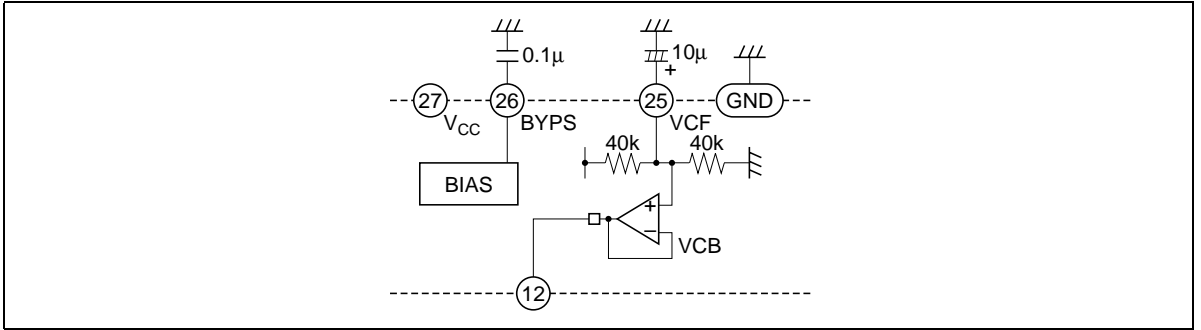 0.1μ
10μ
+
27
26
25
GND
VCC
BYPS
VCF
40k
40k
BIAS
+
−
VCB
12